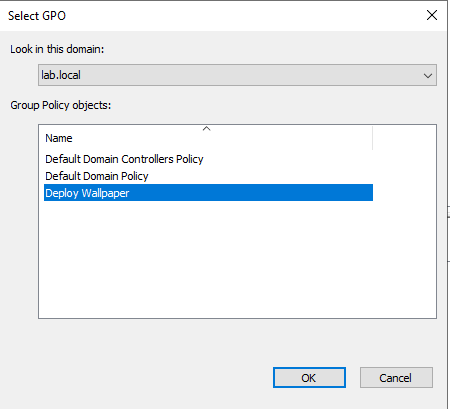 Select GPO
Look in this domain:
lab.local
Group Policy objects:
Name
Default Domain Controllers Policy
Default Domain Policy
Deploy Wallpaper
OK
Cancel